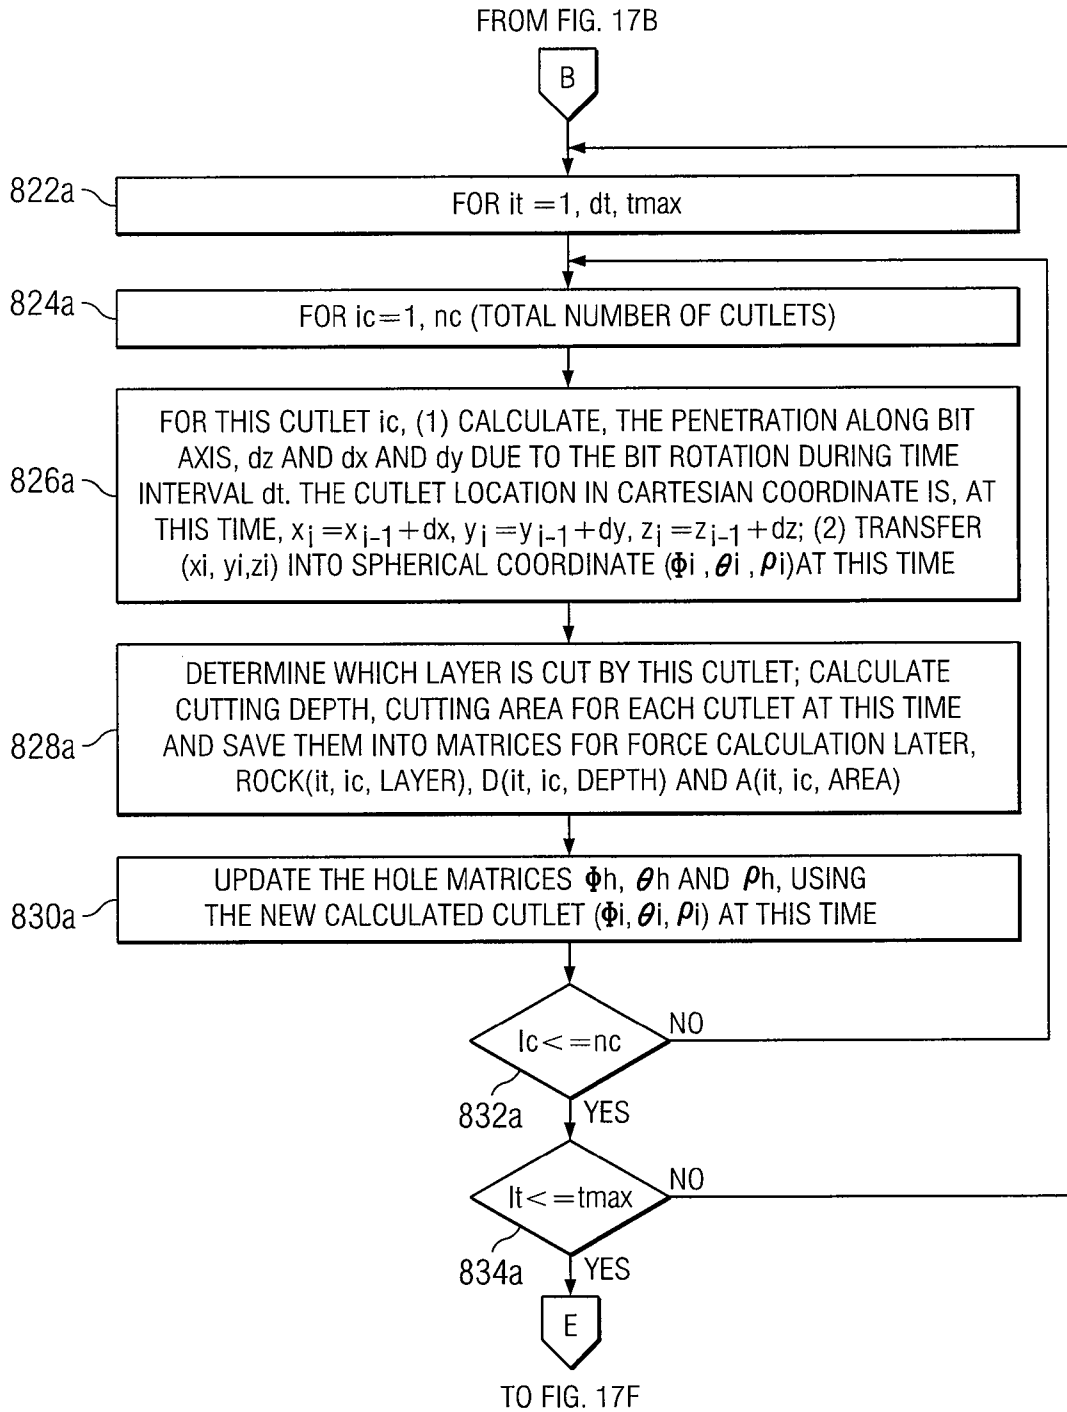 FROM FIG. 17B
B
822a
FOR it =1, dt, tmax
824a
FOR ic=1, nc (TOTAL NUMBER OF CUTLETS)
826a
FOR THIS CUTLET ic, (1) CALCULATE, THE PENETRATION ALONG BIT
AXIS, dz AND dx AND dy DUE TO THE BIT ROTATION DURING TIME
INTERVAL dt. THE CUTLET LOCATION IN CARTESIAN COORDINATE IS, AT
THIS TIME, x_i=x_{i-1}+dx, y_i=y_{i-1}+dy, z_i=z_{i-1}+dz; (2) TRANSFER
(xi, yi,zi) INTO SPHERICAL COORDINATE (Φi ,θi ,ρi)AT THIS TIME
828a
DETERMINE WHICH LAYER IS CUT BY THIS CUTLET; CALCULATE
CUTTING DEPTH, CUTTING AREA FOR EACH CUTLET AT THIS TIME
AND SAVE THEM INTO MATRICES FOR FORCE CALCULATION LATER,
ROCK(it, ic, LAYER), D(it, ic, DEPTH) AND A(it, ic, AREA)
830a
UPDATE THE HOLE MATRICES Φh, θh AND ρh, USING
THE NEW CALCULATED CUTLET (Φi, θi, ρi) AT THIS TIME
Ic<=nc
NO
832a
YES
It<=tmax
NO
834a
YES
E
TO FIG. 17F